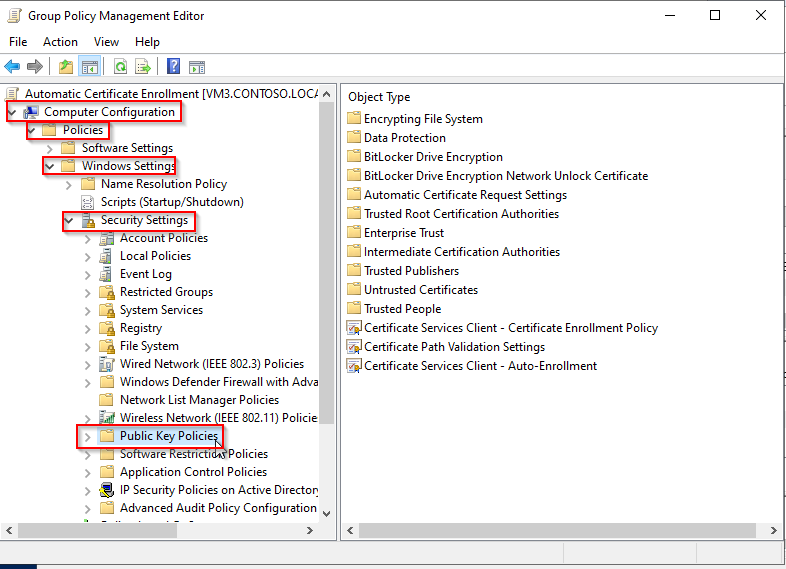 Group Policy Management Editor
File Action View Help
Automatic Certificate Enrollment [VM3.CONTOSO.LOCA
Computer Configuration
Policies
Software Settings
Windows Settings
Name Resolution Policy
Scripts (Startup/Shutdown)
Security Settings
Account Policies
Local Policies
Event Log
Restricted Groups
System Services
Registry
File System
Wired Network (IEEE 802.3) Policies
Windows Defender Firewall with Adva
Network List Manager Policies
Wireless Network (IEEE 802.11) Policie
Public Key Policies
Software Restriction Policies
Application Control Policies
IP Security Policies on Active Directory
Advanced Audit Policy Configuration
Object Type
Encrypting File System
Data Protection
BitLocker Drive Encryption
BitLocker Drive Encryption Network Unlock Certificate
Automatic Certificate Request Settings
Trusted Root Certification Authorities
Enterprise Trust
Intermediate Certification Authorities
Trusted Publishers
Untrusted Certificates
Trusted People
Certificate Services Client - Certificate Enrollment Policy
Certificate Path Validation Settings
Certificate Services Client - Auto-Enrollment